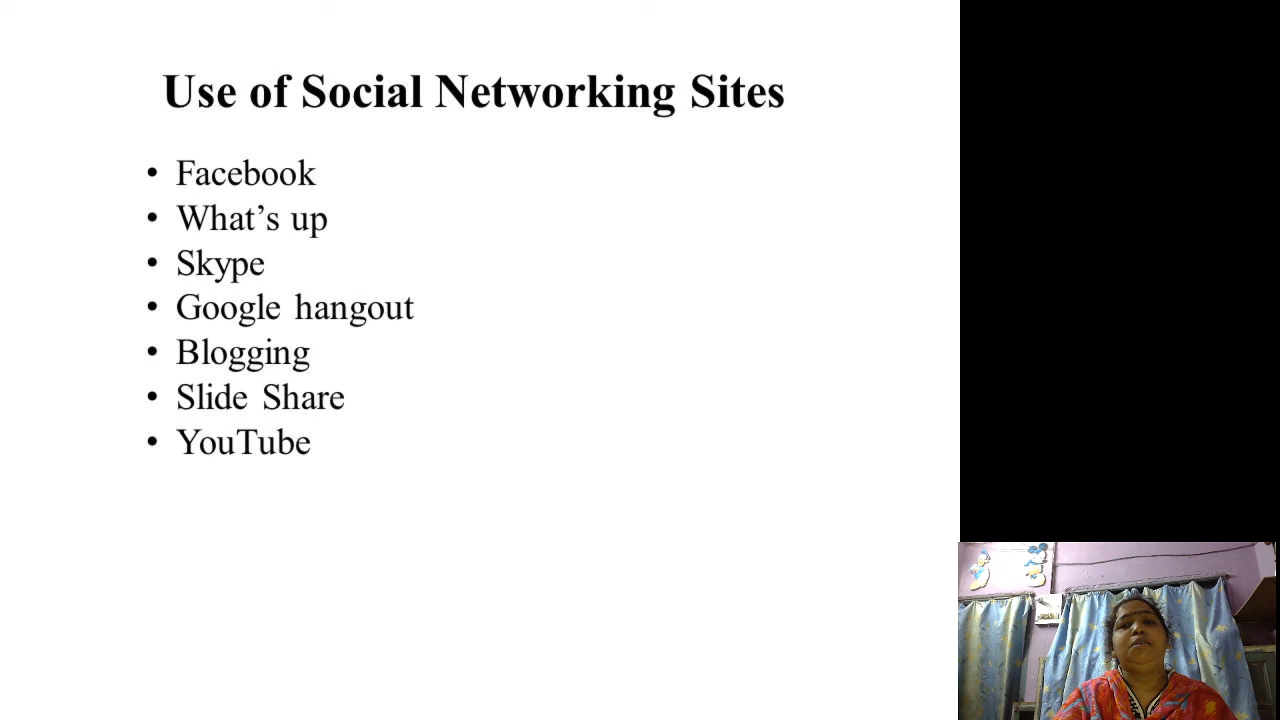 Use of Social Networking Sites
• Facebook
• What’s up
• Skype
• Google hangout
• Blogging
• Slide Share
• YouTube